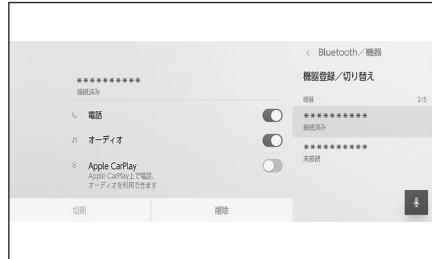 ＊＊＊＊＊＊＊＊＊＊
接続済み
電話
オーディオ
Apple CarPlay
Apple CarPlay上で電話、
オーディオを利用できます
切断
削除
< Bluetooth／機器
機器登録／切り替え
機器 2/5
＊＊＊＊＊＊＊＊＊＊
接続済み
＊＊＊＊＊＊＊＊＊＊
未接続